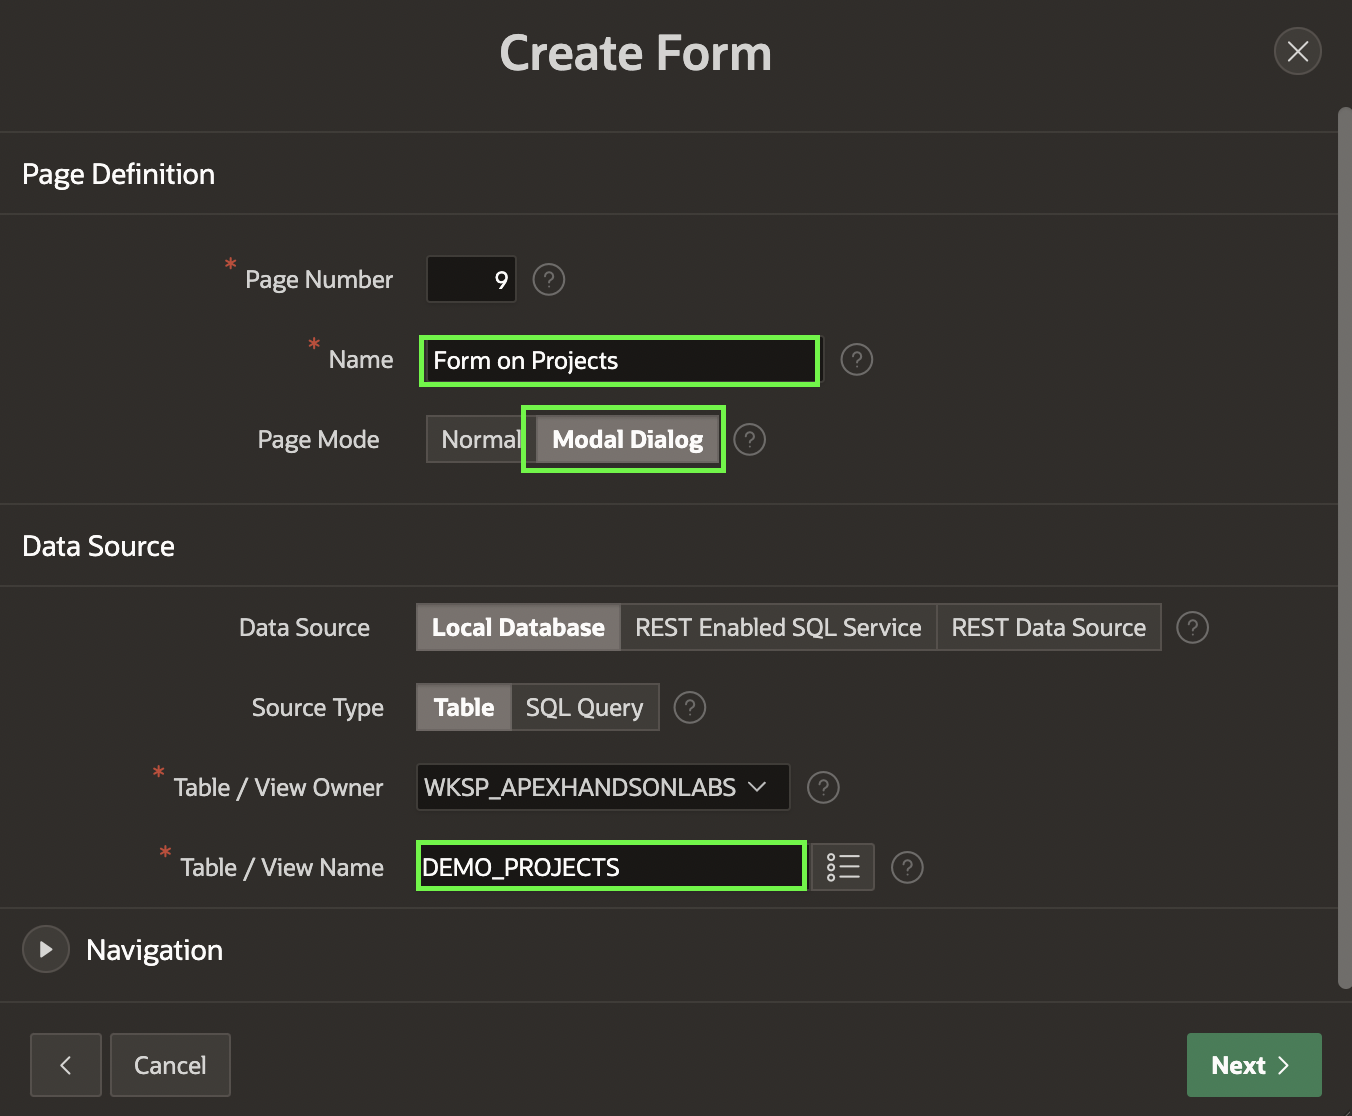 Create Form
Page Definition
* Page Number 9 ?
* Name Form on Projects ?
Page Mode Normal Modal Dialog ?
Data Source
Data Source Local Database REST Enabled SQL Service REST Data Source ?
Source Type Table SQL Query ?
* Table / View Owner WKSP_APEXHANDSONLABS ?
* Table / View Name DEMO_PROJECTS ?
Navigation
Cancel Next